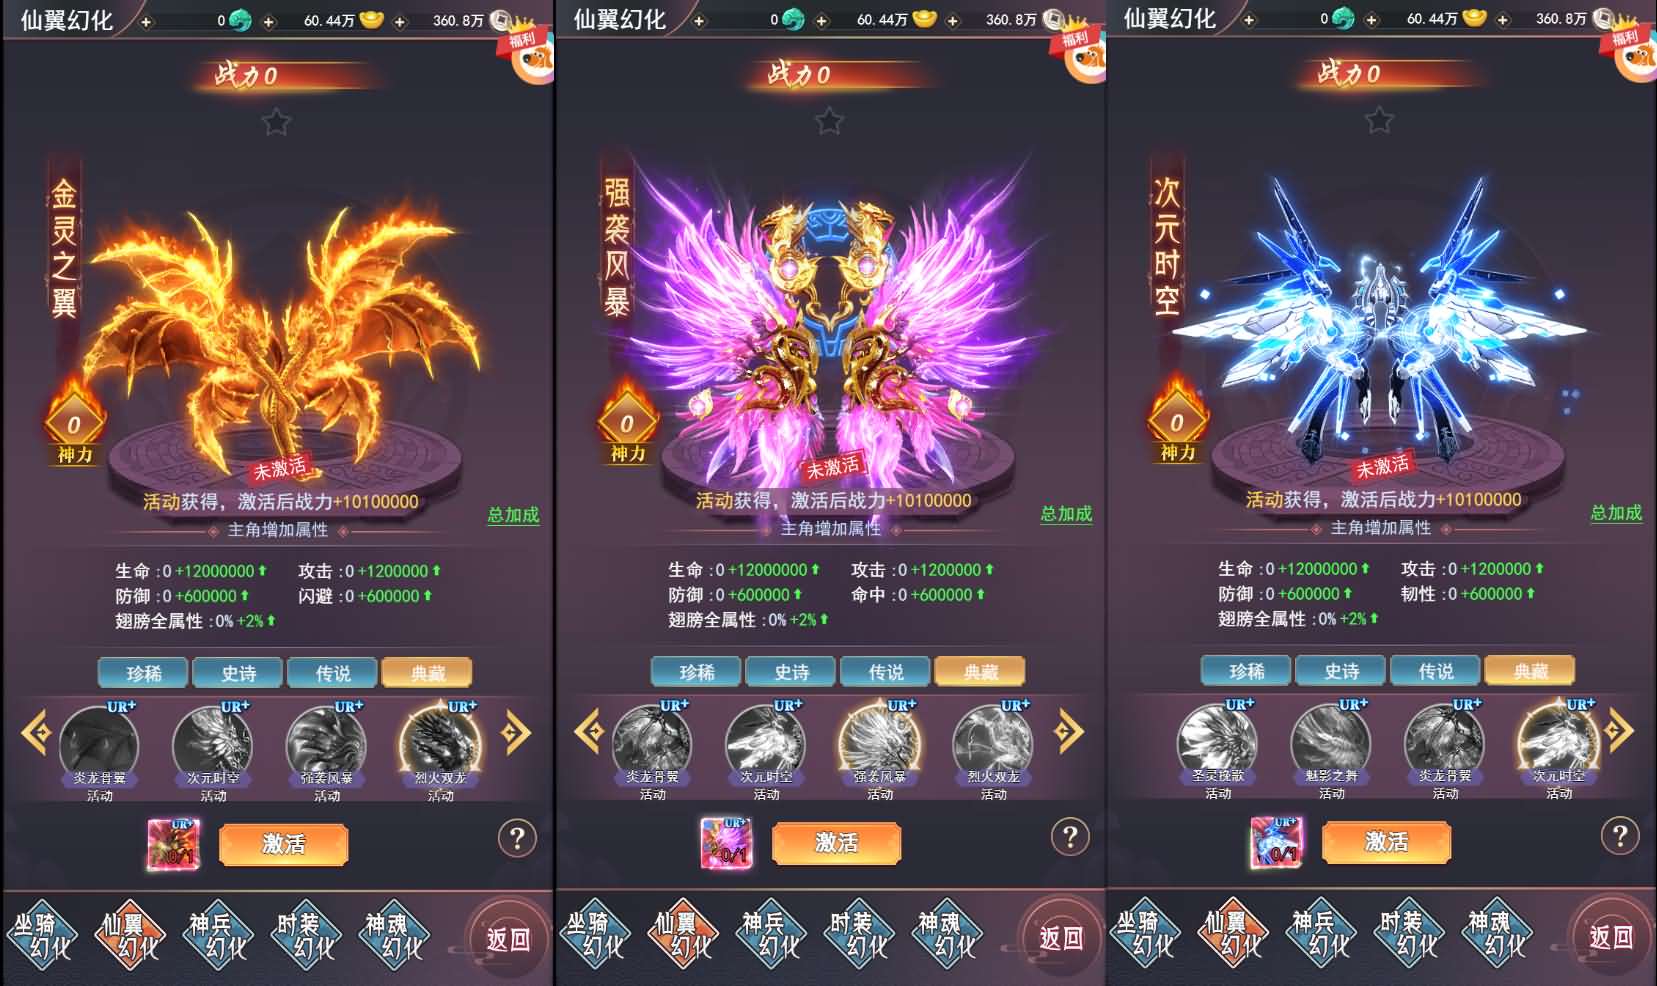 仙翼幻化
0
60.44万
360.8万
福利
战力0
金灵之翼
0
神力
未激活
活动获得，激活后战力+10100000
总加成
主角增加属性
生命:0 +12000000
攻击:0 +1200000
防御:0 +600000
闪避:0 +600000
翅膀全属性:0% +2%
珍稀
史诗
传说
典藏
UR+
UR+
UR+
UR+
炎龙骨翼
次元时空
强袭风暴
烈火双龙
活动
活动
活动
活动
UR+
0/1
激活
?
坐骑幻化
仙翼幻化
神兵幻化
时装幻化
神魂幻化
返回
仙翼幻化
0
60.44万
360.8万
福利
战力0
强袭风暴
0
神力
未激活
活动获得，激活后战力+10100000
总加成
主角增加属性
生命:0 +12000000
攻击:0 +1200000
防御:0 +600000
命中:0 +600000
翅膀全属性:0% +2%
珍稀
史诗
传说
典藏
UR+
UR+
UR+
UR+
炎龙骨翼
次元时空
强袭风暴
烈火双龙
活动
活动
活动
活动
UR+
0/1
激活
?
坐骑幻化
仙翼幻化
神兵幻化
时装幻化
神魂幻化
返回
仙翼幻化
0
60.44万
360.8万
福利
战力0
次元时空
0
神力
未激活
活动获得，激活后战力+10100000
总加成
主角增加属性
生命:0 +12000000
攻击:0 +1200000
防御:0 +600000
韧性:0 +600000
翅膀全属性:0% +2%
珍稀
史诗
传说
典藏
UR+
UR+
UR+
UR+
魅影之舞
炎龙骨翼
次元时空
活动
活动
活动
活动
UR+
0/1
激活
?
坐骑幻化
仙翼幻化
神兵幻化
时装幻化
神魂幻化
返回